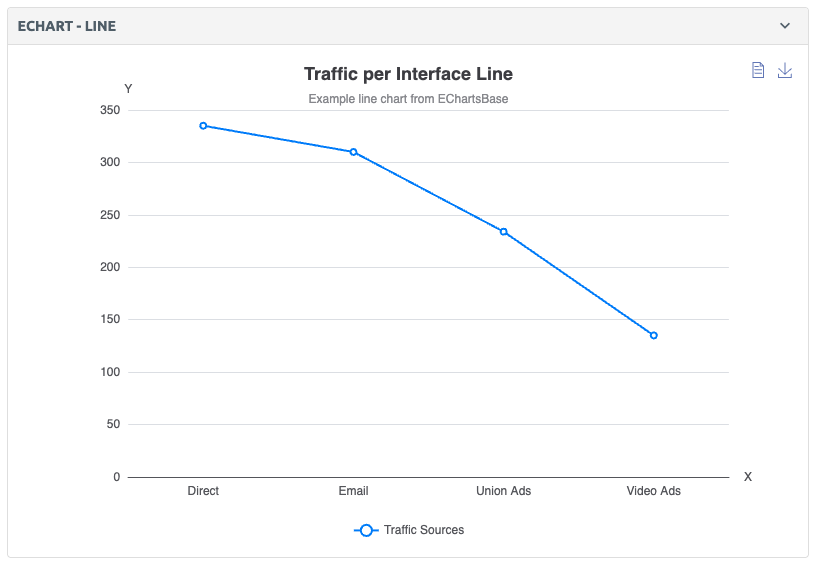 ECHART - LINE
Traffic per Interface Line
Example line chart from EChartsBase
Y
350
300
250
200
150
100
50
0
X
Direct
Email
Union Ads
Video Ads
Traffic Sources